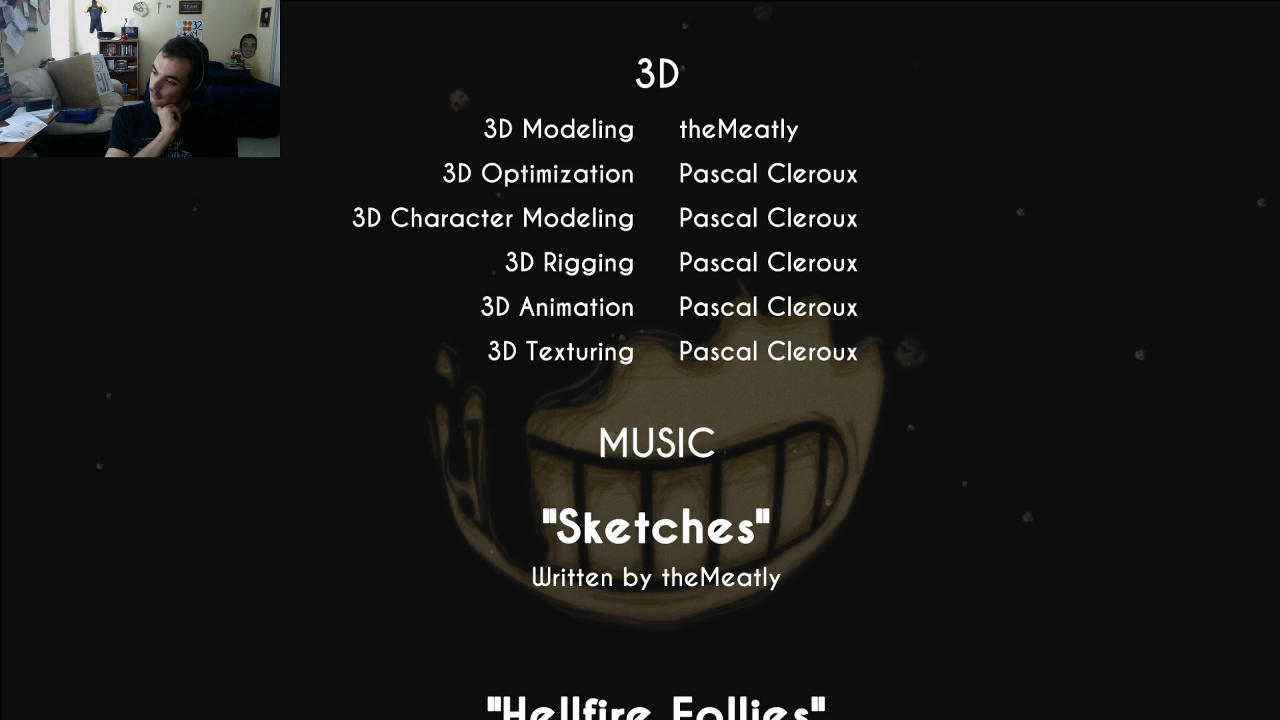 3D
3D Modeling theMeatly
3D Optimization Pascal Cleroux
3D Character Modeling Pascal Cleroux
3D Rigging Pascal Cleroux
3D Animation Pascal Cleroux
3D Texturing Pascal Cleroux
MUSIC
"Sketches"
Written by theMeatly
"Hellfire Follies"